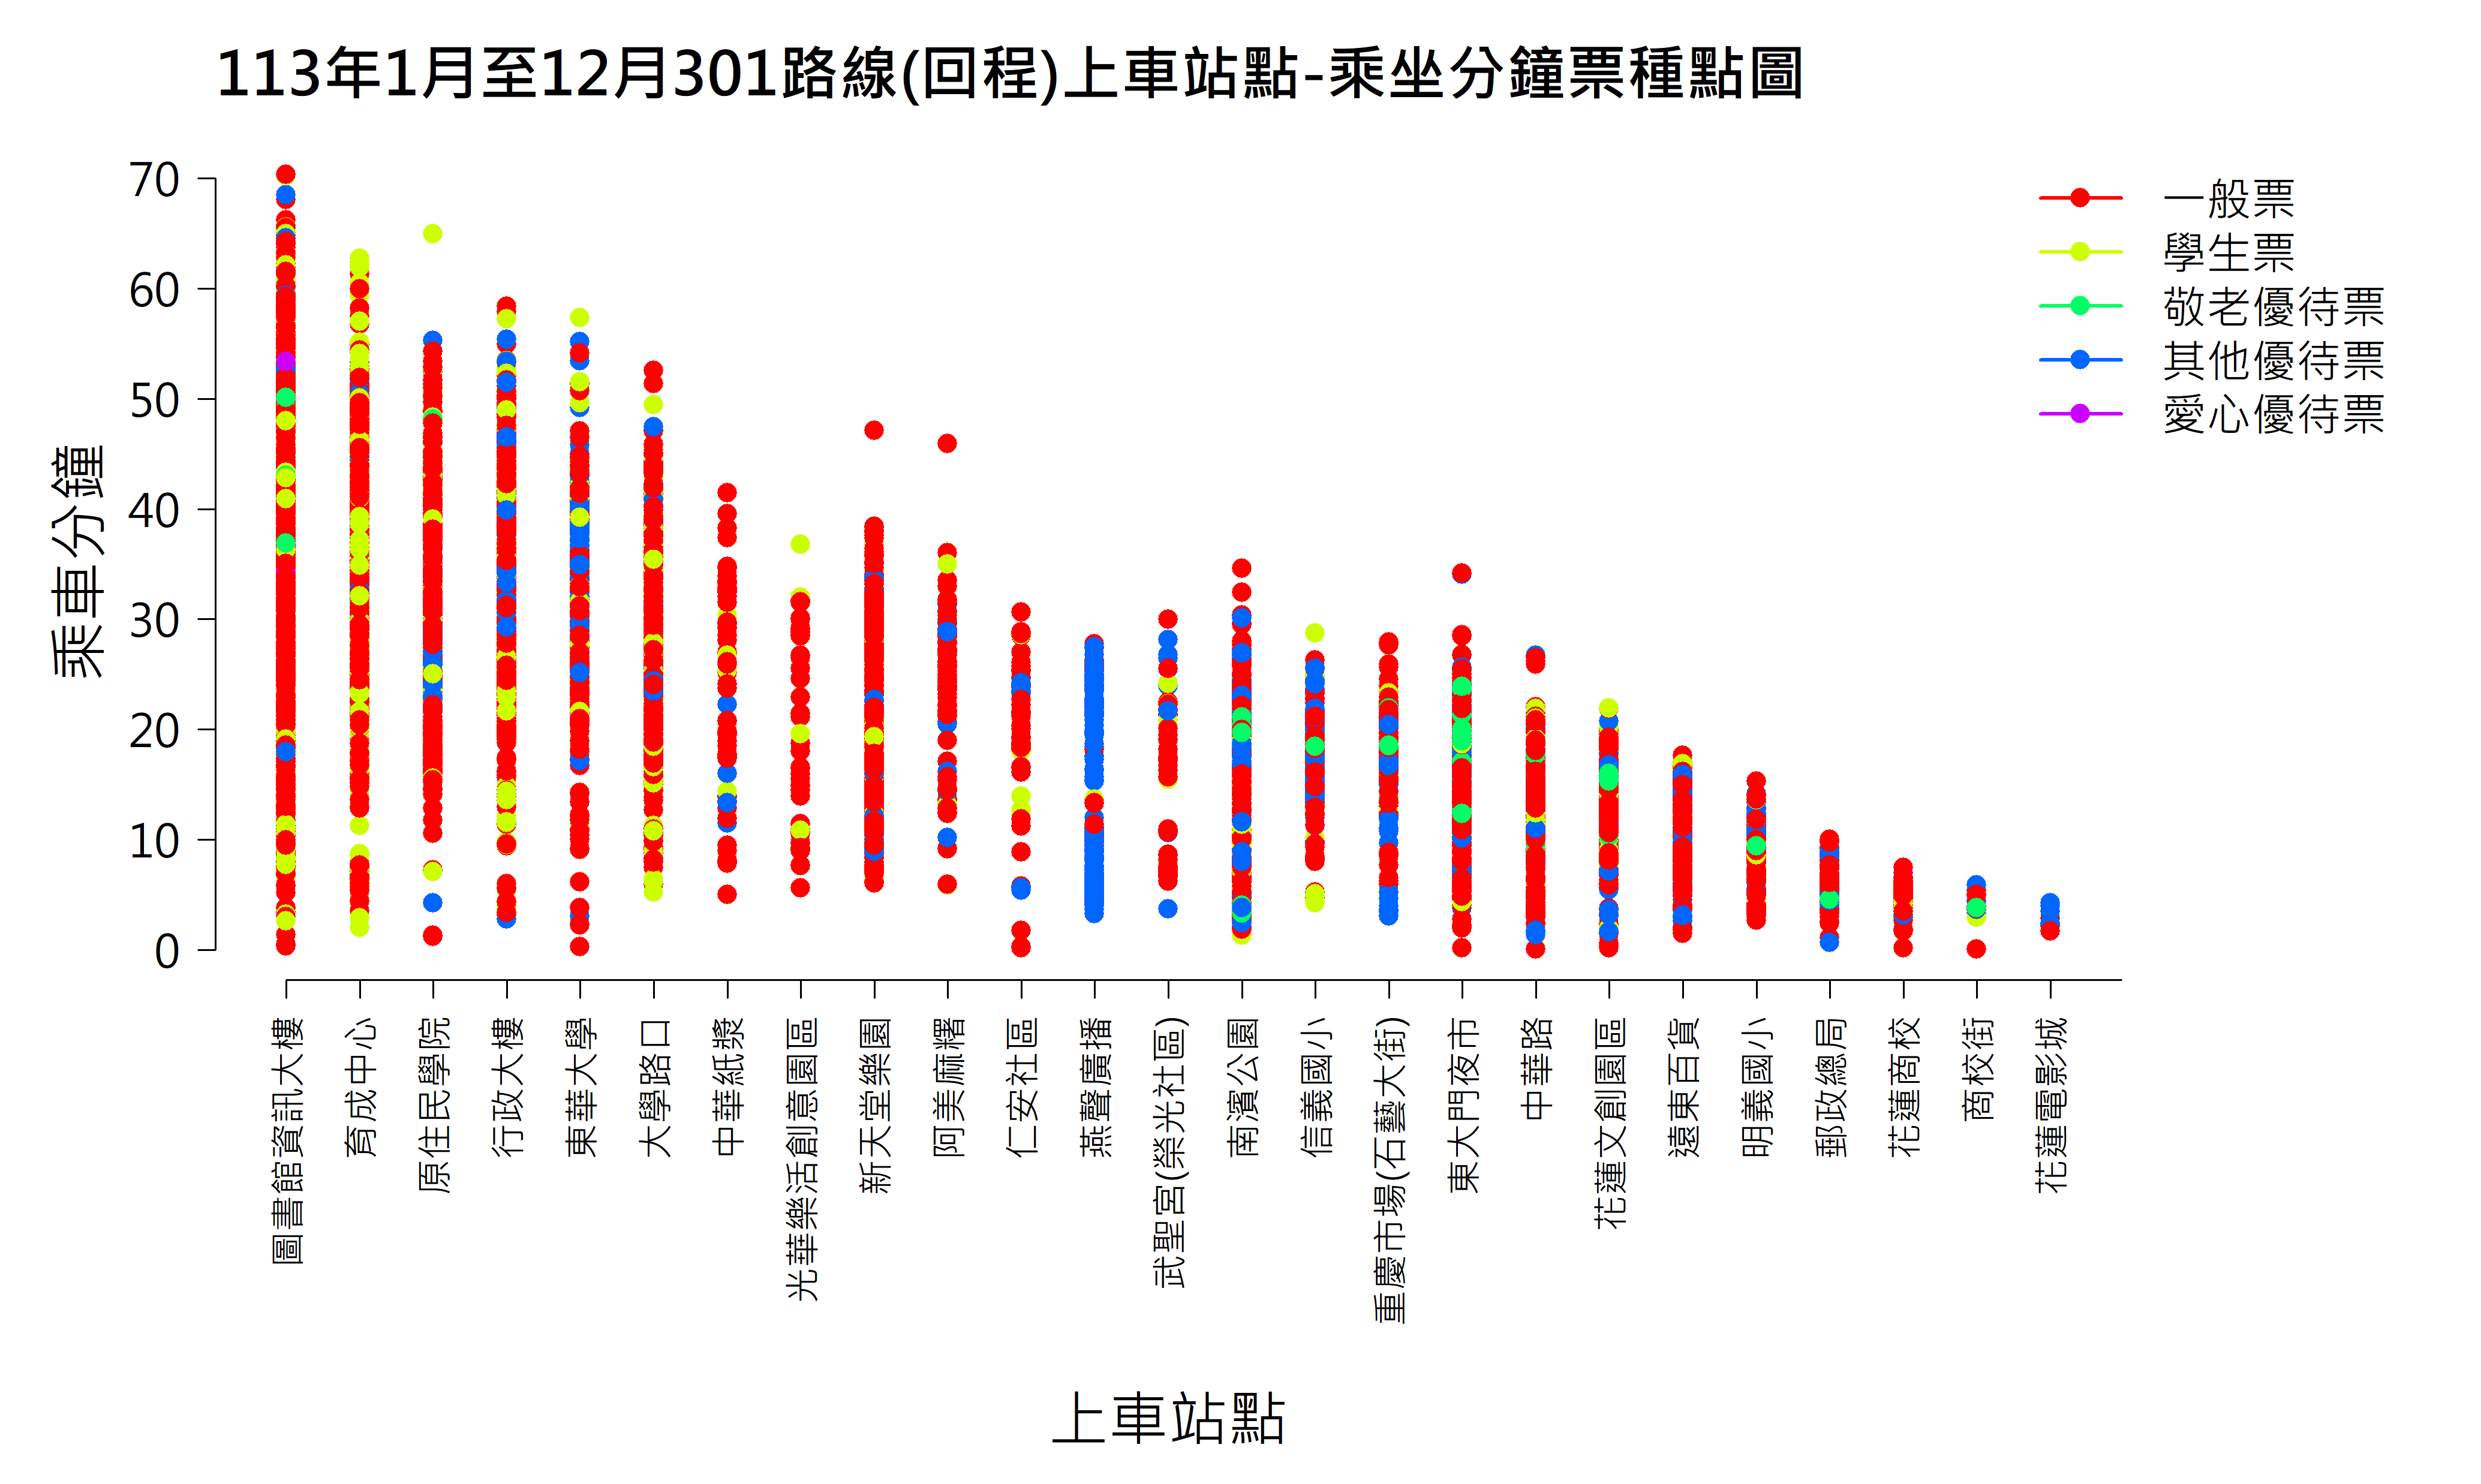 113年1月至12月301路線(回程)上車站點-乘坐分鐘票種點圖
一般票
學生票
敬老優待票
其他優待票
愛心優待票
乘車分鐘
70
60
50
40
30
20
10
0
圖書館資訊大樓
育成中心
原住民學院
行政大樓
東華大學
大學路口
中華紙漿
光華樂活創意園區
新天堂樂園
阿美麻糬
仁安社區
燕聲廣播
武聖宮(榮光社區)
南濱公園
信義國小
重慶市場(石藝大街)
東大門夜市
中華路
花蓮文創園區
遠東百貨
明義國小
郵政總局
花蓮商校
商校街
花蓮電影城
上車站點